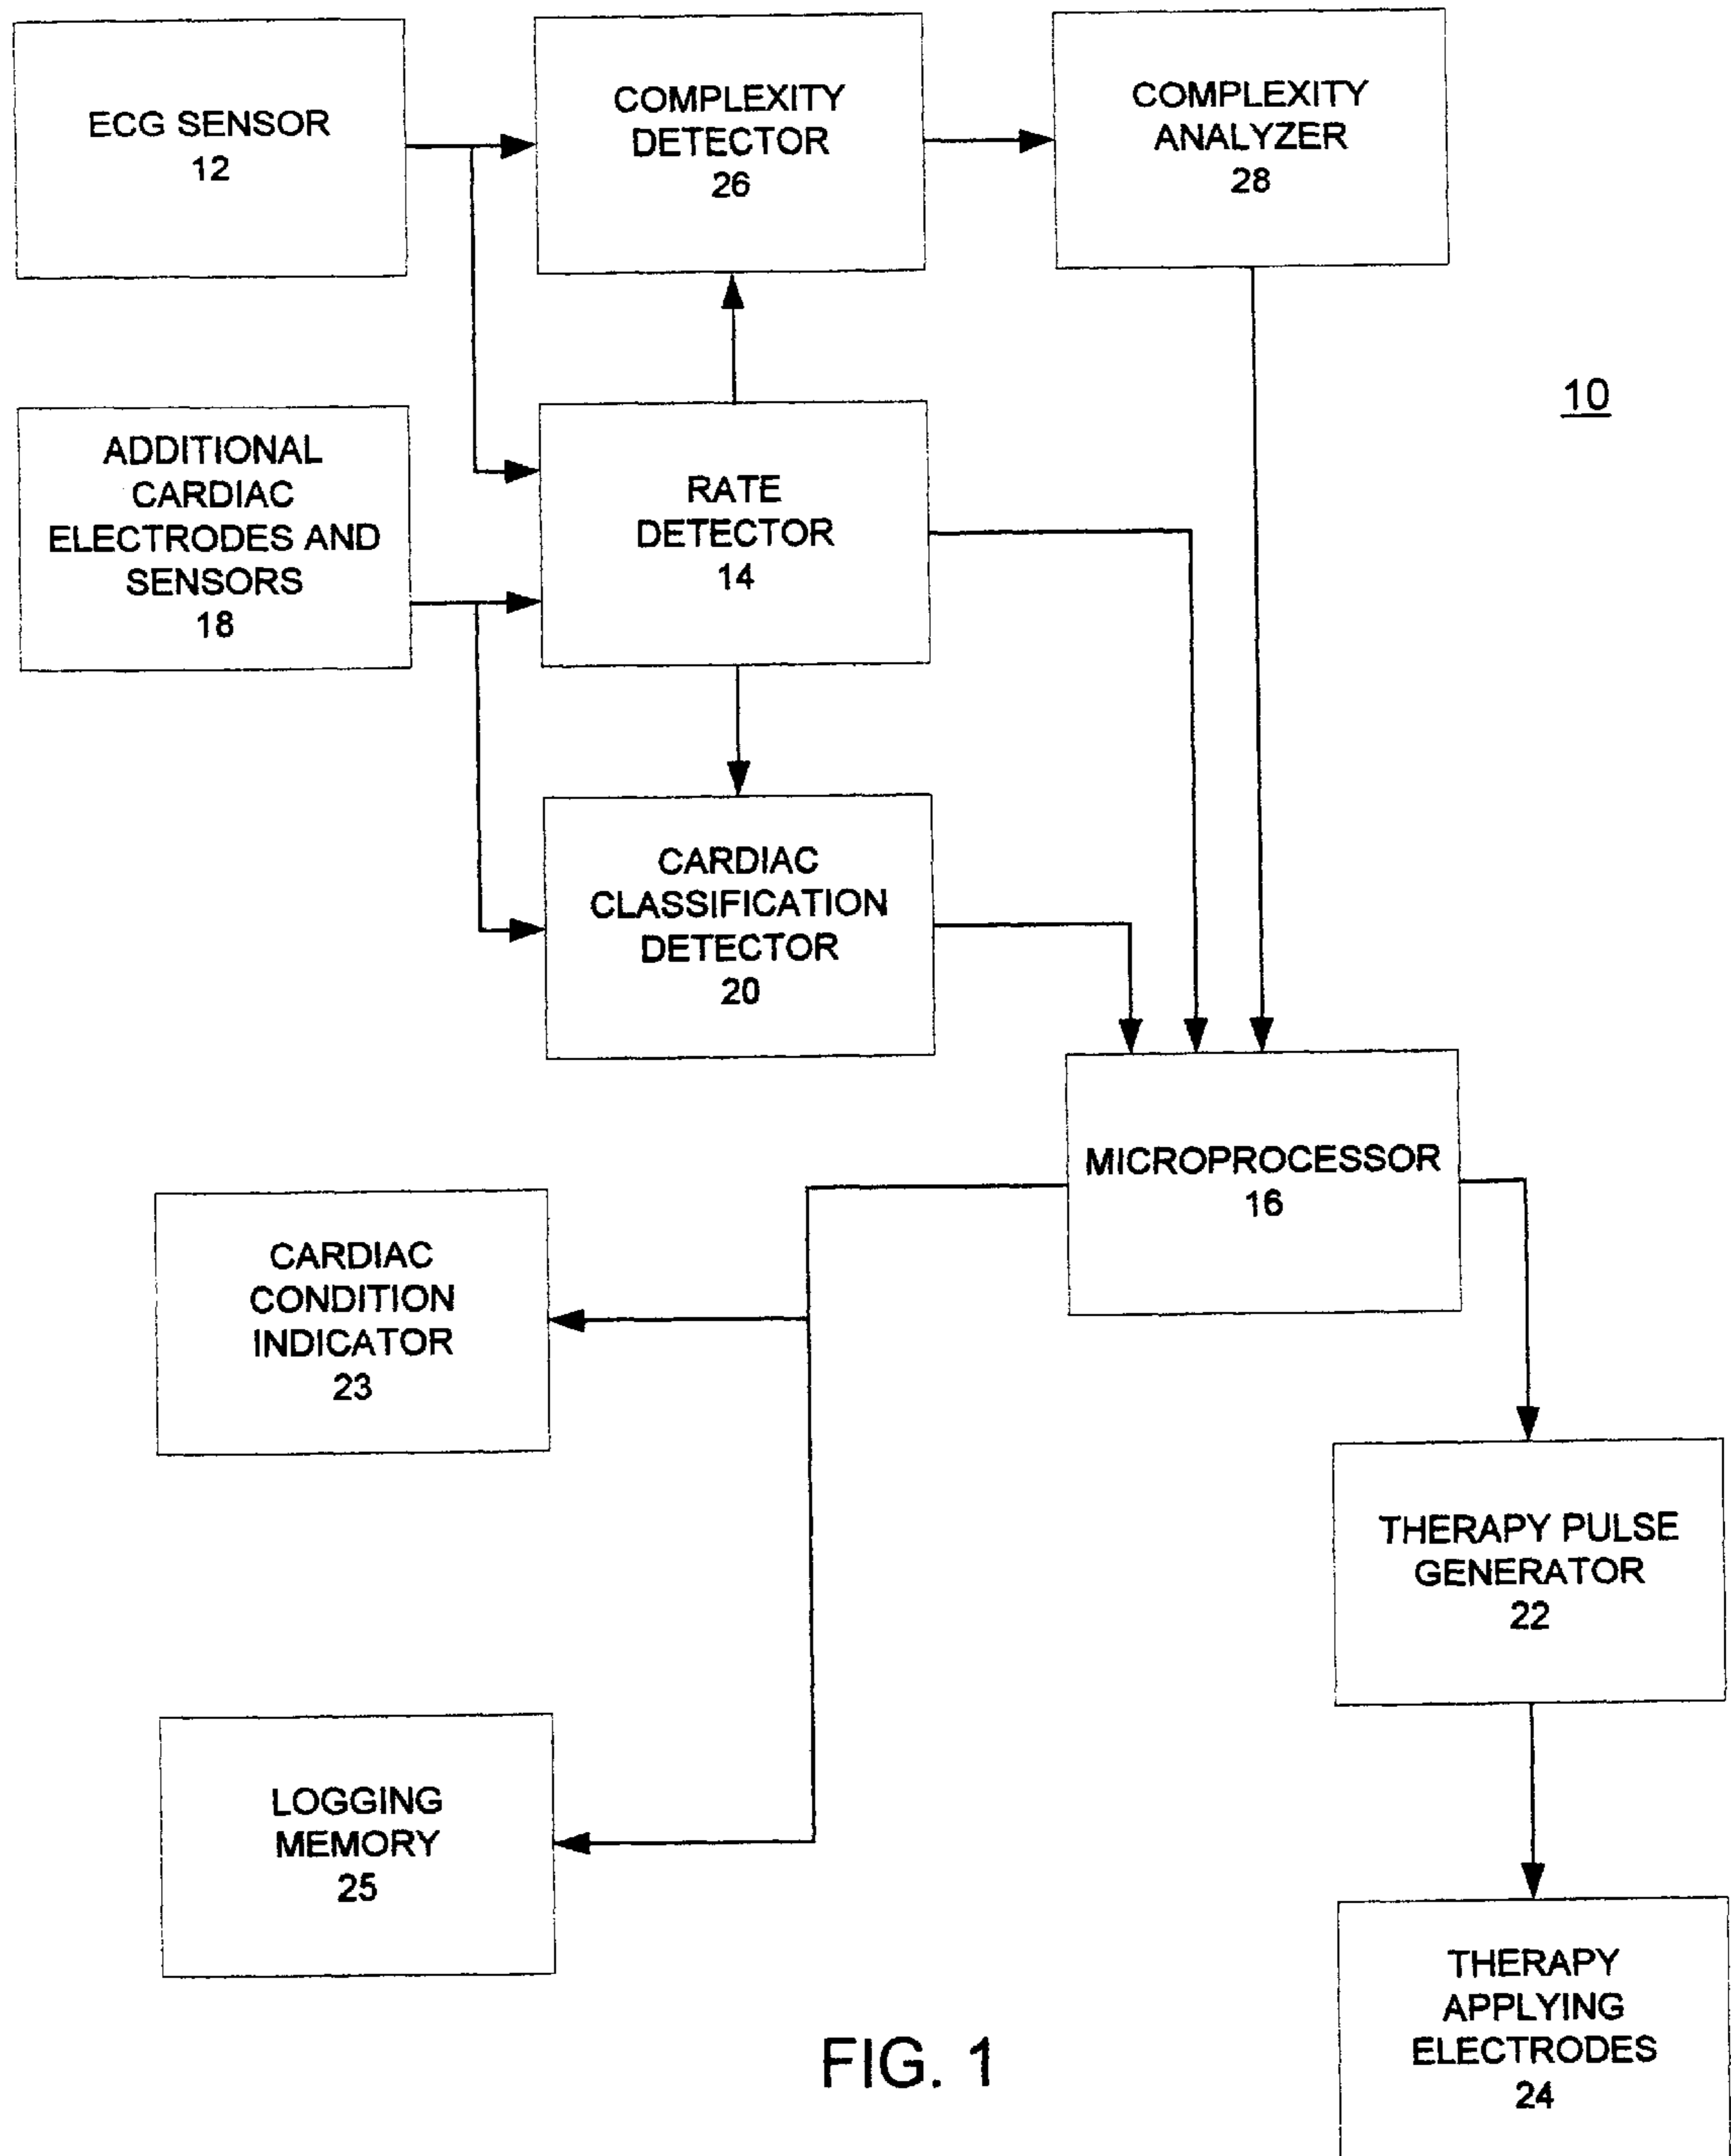 ECG SENSOR
12
COMPLEXITY
DETECTOR
26
COMPLEXITY
ANALYZER
28
10
ADDITIONAL
CARDIAC
ELECTRODES AND
SENSORS
18
RATE
DETECTOR
14
CARDIAC
CLASSIFICATION
DETECTOR
20
MICROPROCESSOR
16
CARDIAC
CONDITION
INDICATOR
23
THERAPY PULSE
GENERATOR
22
LOGGING
MEMORY
25
THERAPY
APPLYING
ELECTRODES
24
FIG. 1